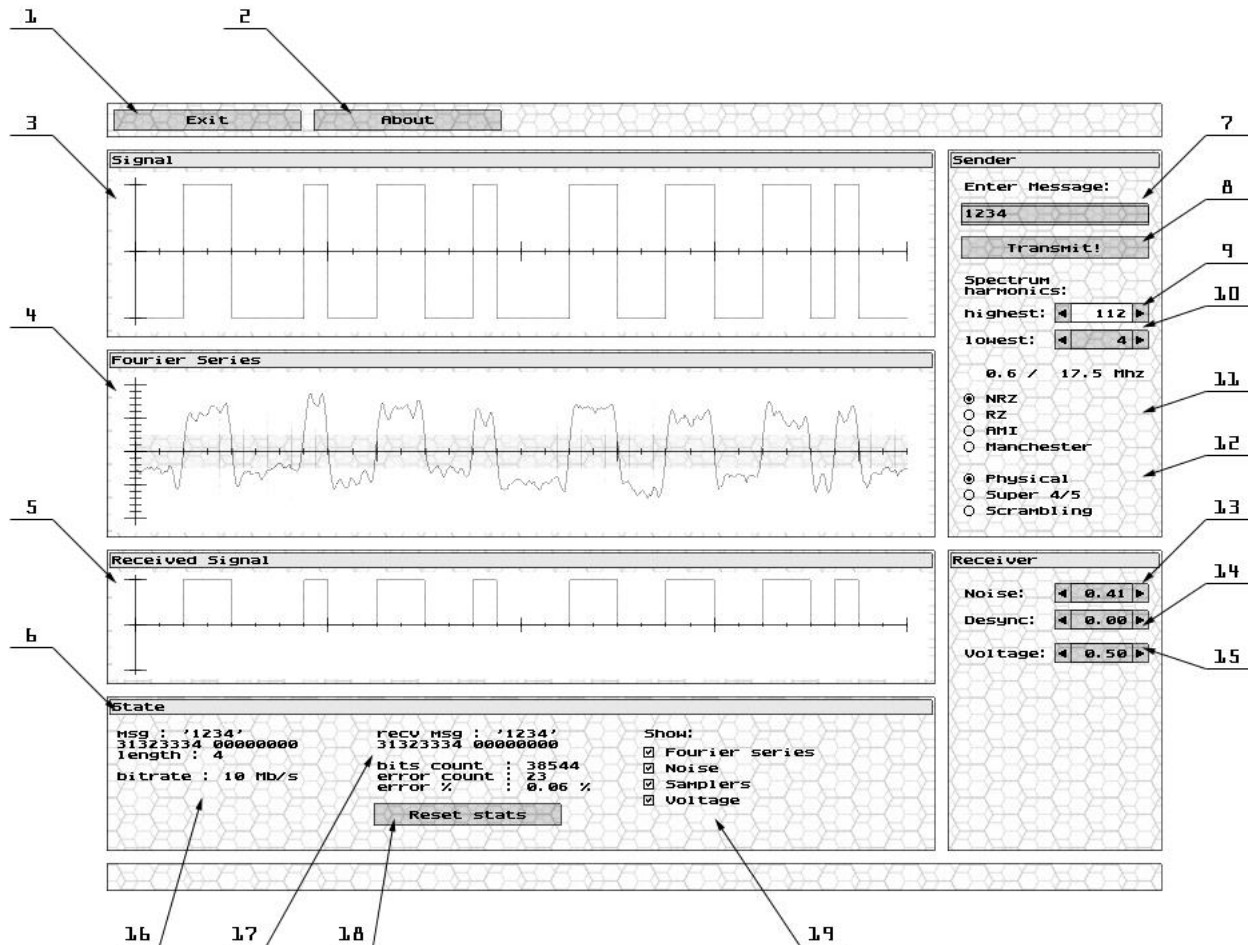 1
2
Exit
About
3
Signal
Sender
7
Enter Message:
1234
8
Transmit!
9
Spectrum
harmonics:
10
highest: 112
lowest: 4
0.6 / 17.5 Mhz
4
Fourier Series
11
NRZ
RZ
AMI
Manchester
12
Physical
Super 4/5
Scrambling
5
Received Signal
Receiver
13
Noise: 0.41
14
Desync: 0.00
15
Voltage: 0.50
6
State
msg : '1234'
31323334 00000000
length : 4
bitrate : 10 Mb/s
recv msg : '1234'
31323334 00000000
bits count : 38544
error count : 23
error % : 0.06 %
Reset stats
Show:
Fourier series
Noise
Samplers
Voltage
16
17
18
19